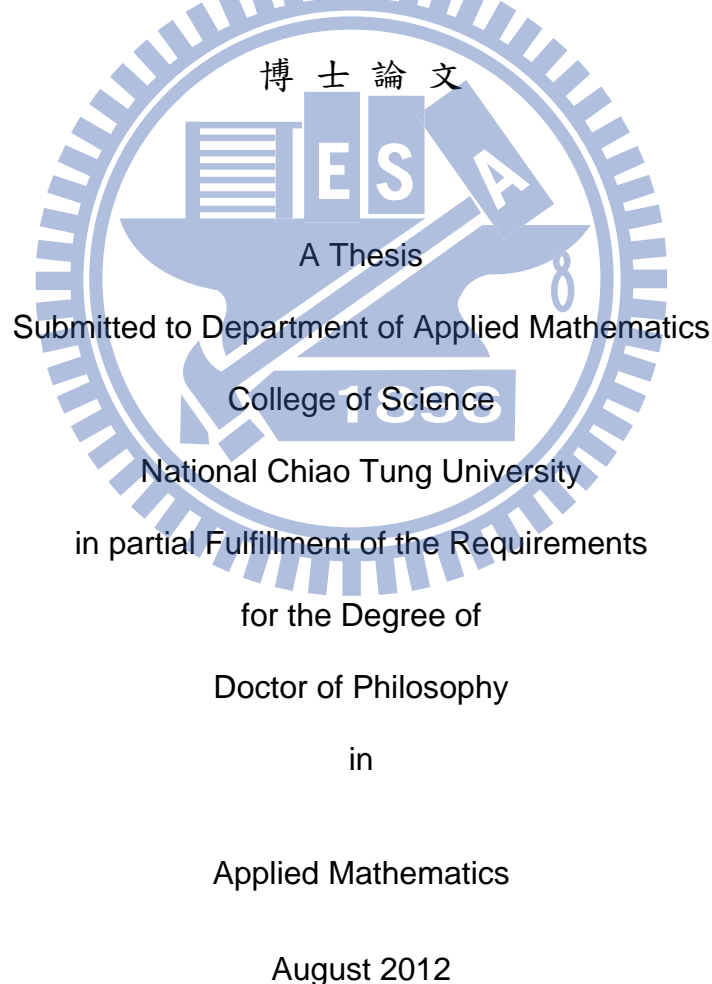 博士論文
E S A
A Thesis
Submitted to Department of Applied Mathematics
College of Science
1896
National Chiao Tung University
in partial Fulfillment of the Requirements
for the Degree of
Doctor of Philosophy
in
Applied Mathematics
August 2012